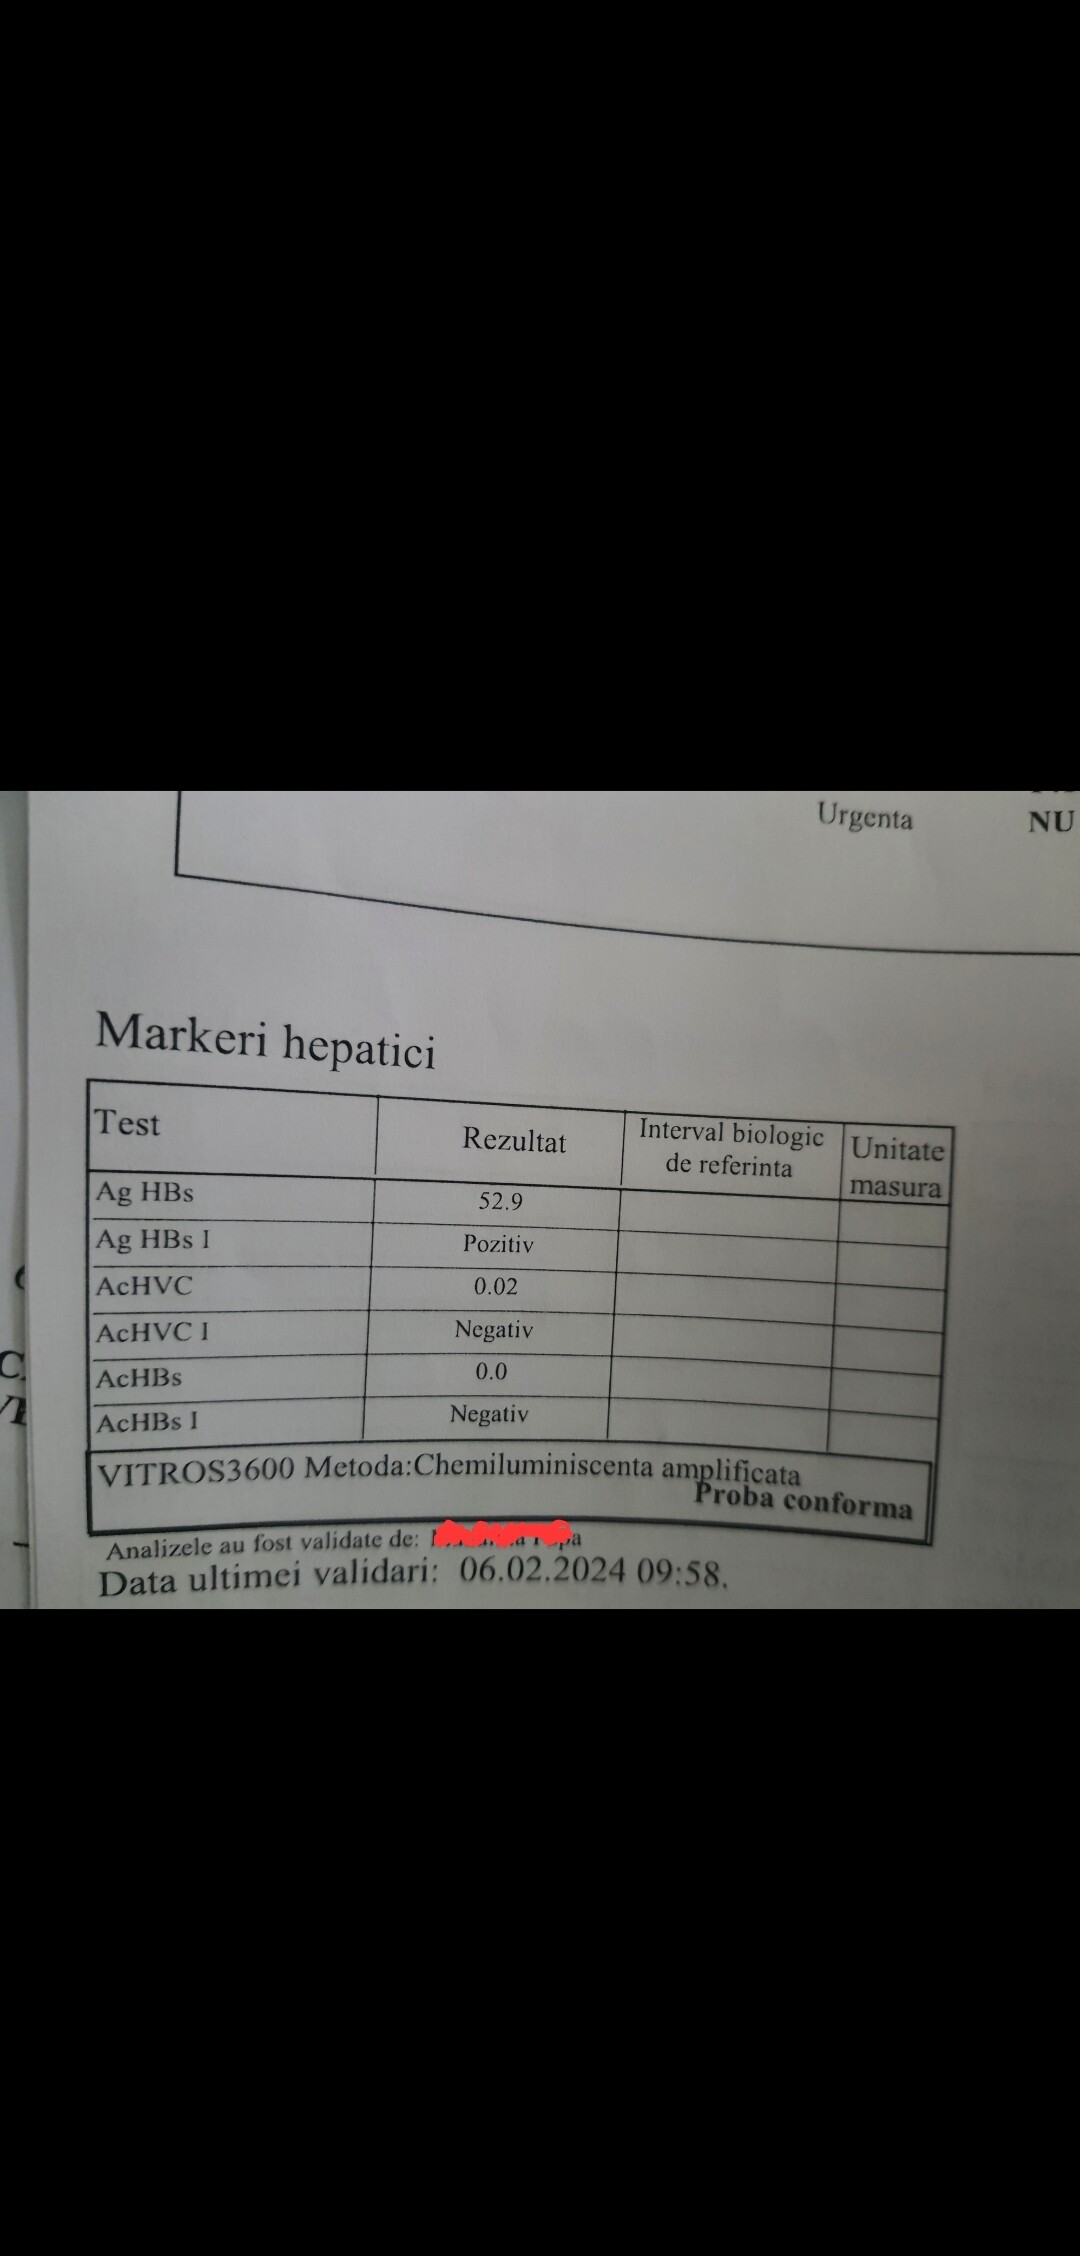 Urgenta NU
Markeri hepatici
Test Rezultat Interval biologic de referinta Unitate masura
Ag HBs 52.9
Ag HBs I Pozitiv
AcHVC 0.02
AcHVC I Negativ
AcHBs 0.0
AcHBs I Negativ
VITROS3600 Metoda:Chemiluminiscenta amplificata
Proba conforma
Analizele au fost validate de:
Data ultimei validari: 06.02.2024 09:58.